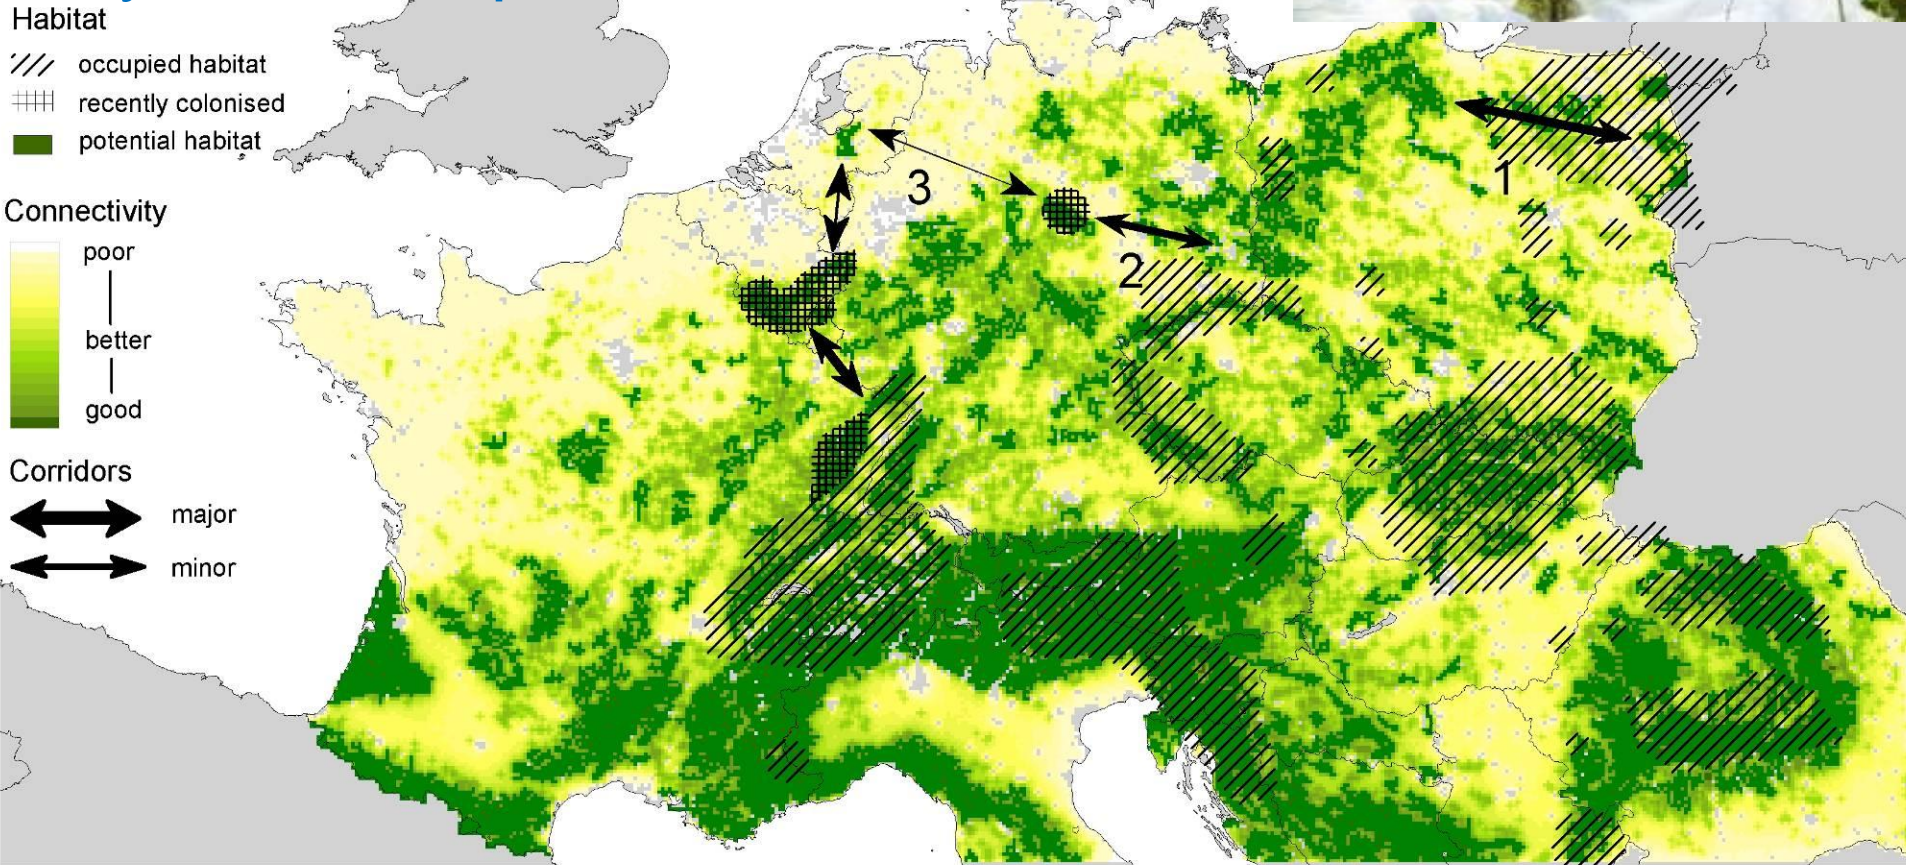 Habitat
occupied habitat
recently colonised
potential habitat
Connectivity
poor
better
good
Corridors
major
minor
1
2
3